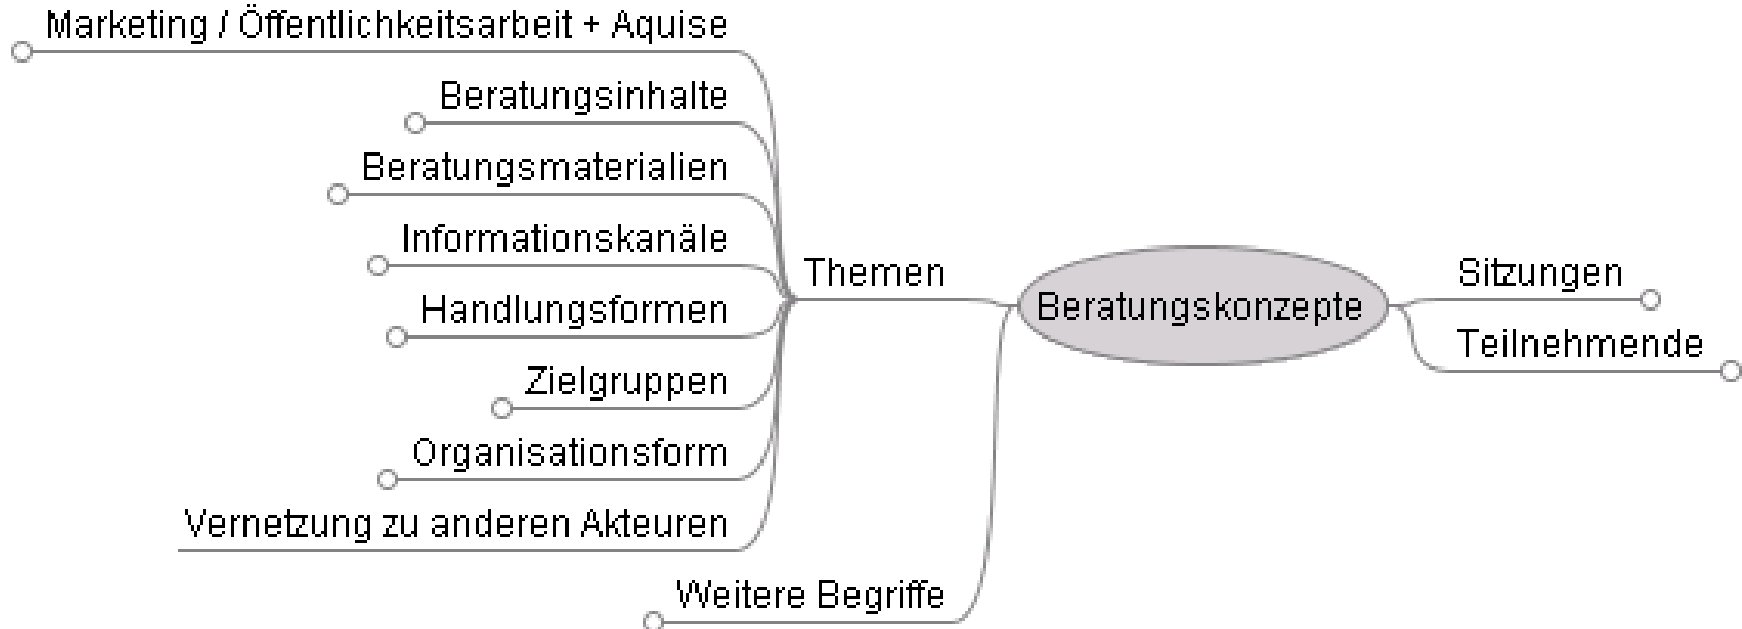 Marketing / Öffentlichkeitsarbeit + Aquise
Beratungsinhalte
Beratungsmaterialien
Informationskanäle
Handlungsformen
Zielgruppen
Organisationsform
Vernetzung zu anderen Akteuren
Themen
Weitere Begriffe
Beratungskonzepte
Sitzungen
Teilnehmende